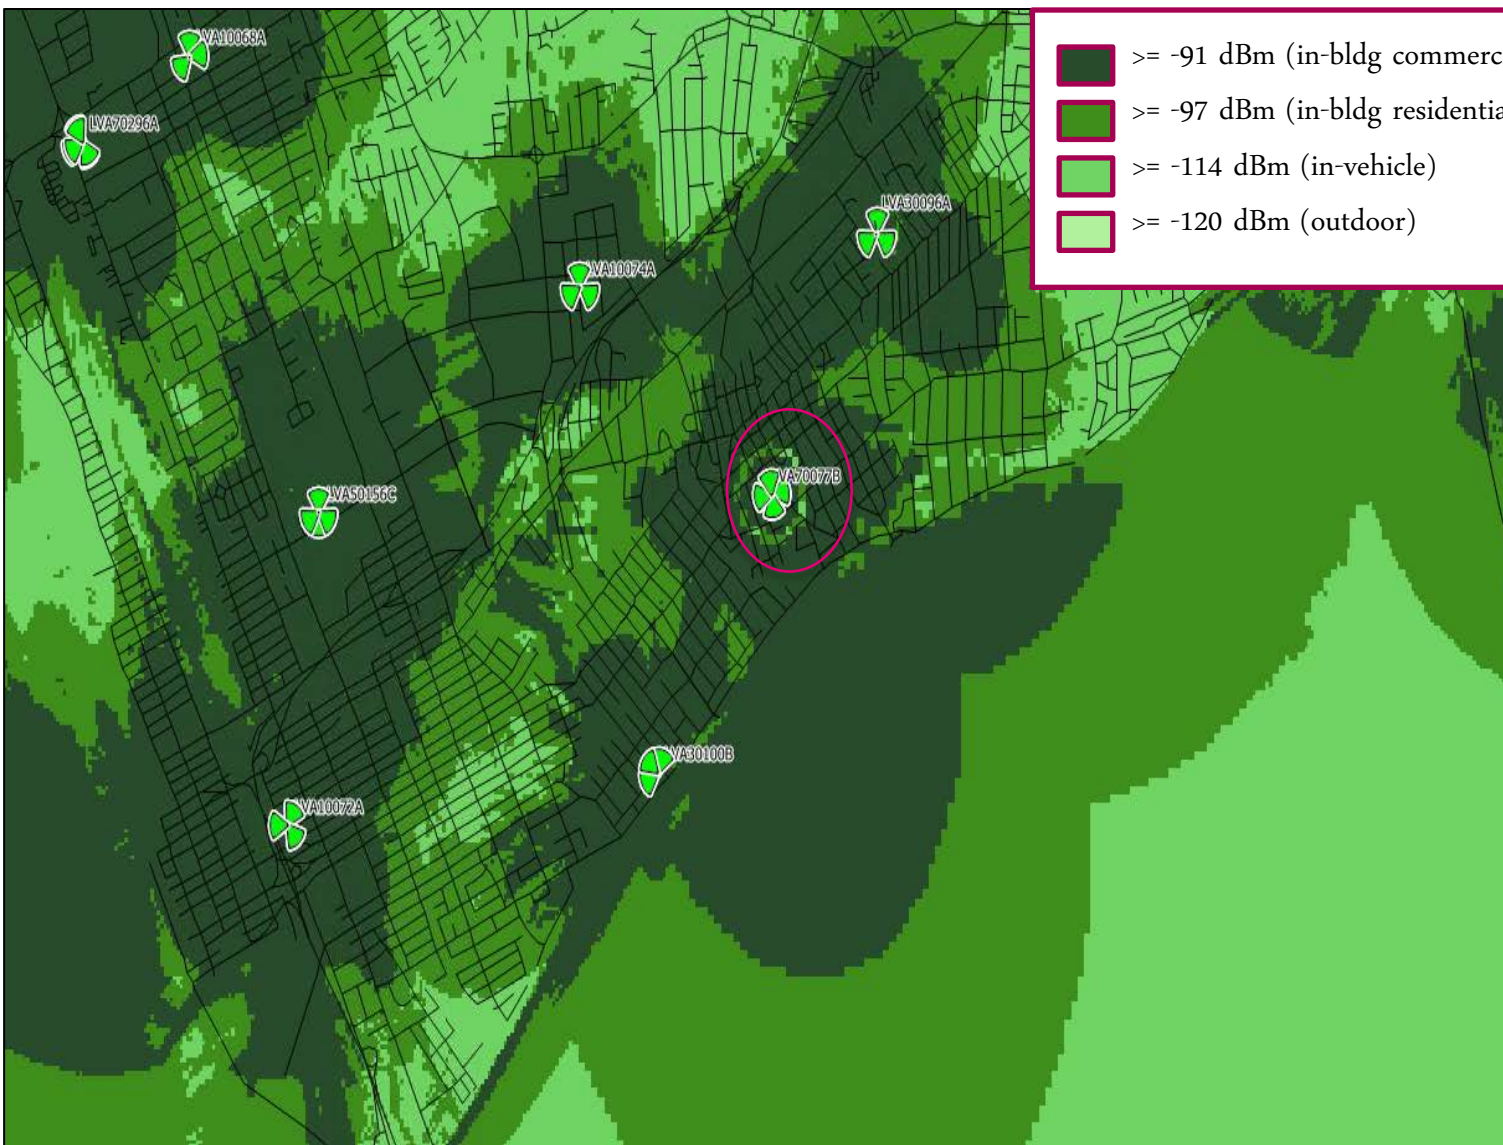 VA10068A
LVA70296A
>= -91 dBm (in-bldg commerc
>= -97 dBm (in-bldg residentia
>= -114 dBm (in-vehicle)
>= -120 dBm (outdoor)
LVA30096A
LVA10074A
VA70077B
LVA50156C
VA30100B
VA10072A